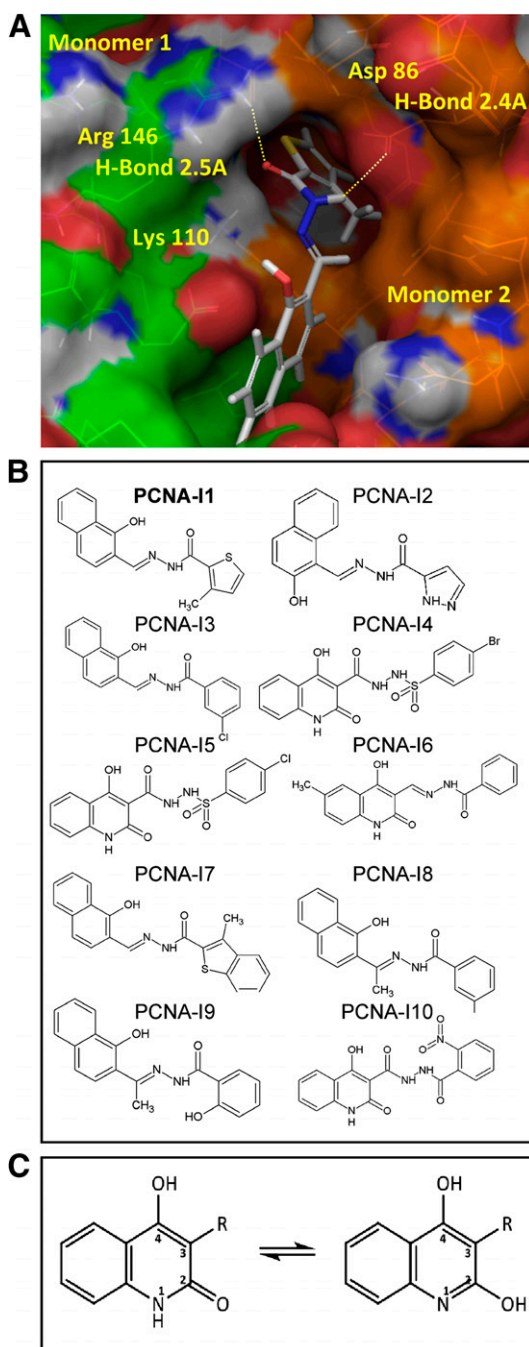 A
Monomer 1
Asp 86
H-Bond 2.4A
Arg 146
H-Bond 2.5A
Lys 110
Monomer 2
B
PCNA-I1
OH
O
S
N
NH
CH₃
PCNA-I2
O
N
NH
OH
NH
N
PCNA-I3
OH
O
N
NH
Cl
PCNA-I4
OH
O
Br
NH
NH
S
O
O
N
H
O
PCNA-I5
OH
O
Cl
NH
NH
S
O
O
N
H
O
PCNA-I6
OH
H₃C
N
NH
O
N
H
O
PCNA-I7
OH
O
CH₃
N
NH
S
PCNA-I8
OH
O
N
NH
CH₃
I
PCNA-I9
OH
O
N
NH
CH₃
HO
PCNA-I10
O
N
O
OH
O
NH
NH
O
N
H
O
C
OH
4
R
3
2
1
N
H
O
OH
4
R
3
2
1
N
OH